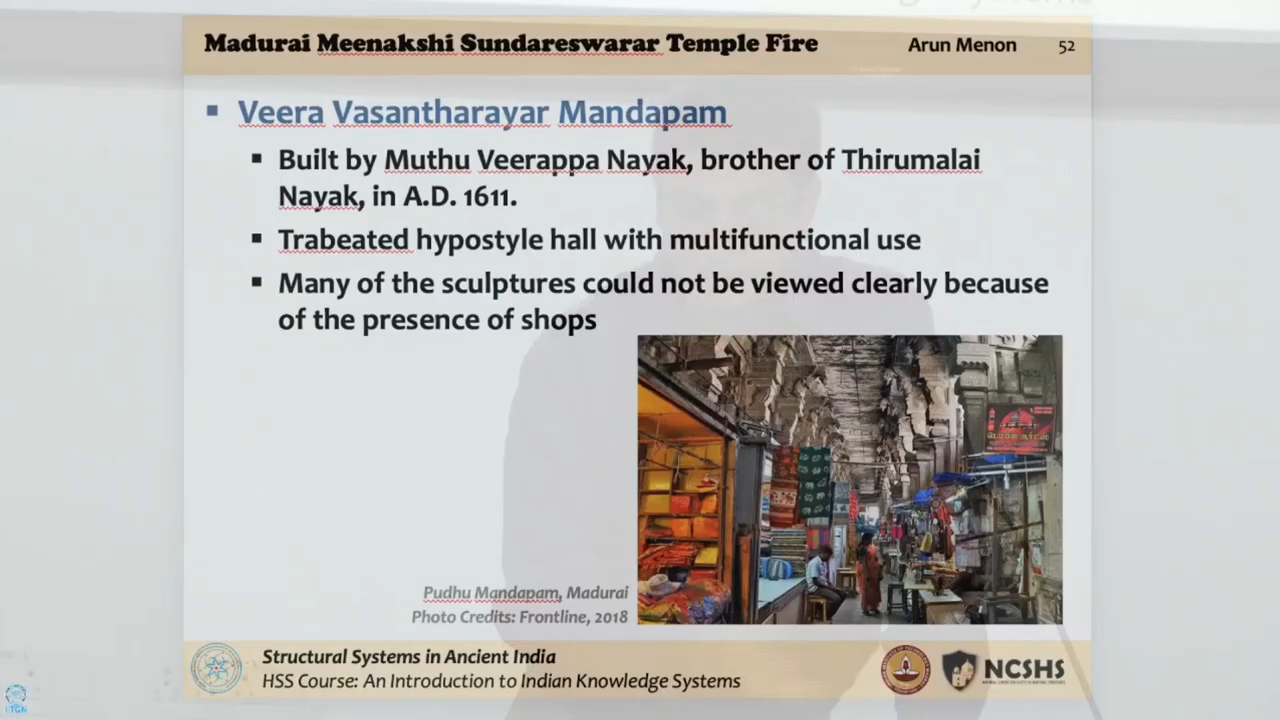 Madurai Meenakshi Sundareswarar Temple Fire
Arun Menon
52
▪ Veera Vasantharayar Mandapam
▪ Built by Muthu Veerappa Nayak, brother of Thirumalai
Nayak, in A.D. 1611.
▪ Trabeated hypostyle hall with multifunctional use
▪ Many of the sculptures could not be viewed clearly because
of the presence of shops
Pudhu Mandapam, Madurai
Photo Credits: Frontline, 2018
Structural Systems in Ancient India
HSS Course: An Introduction to Indian Knowledge Systems
NCSHS
IITGN